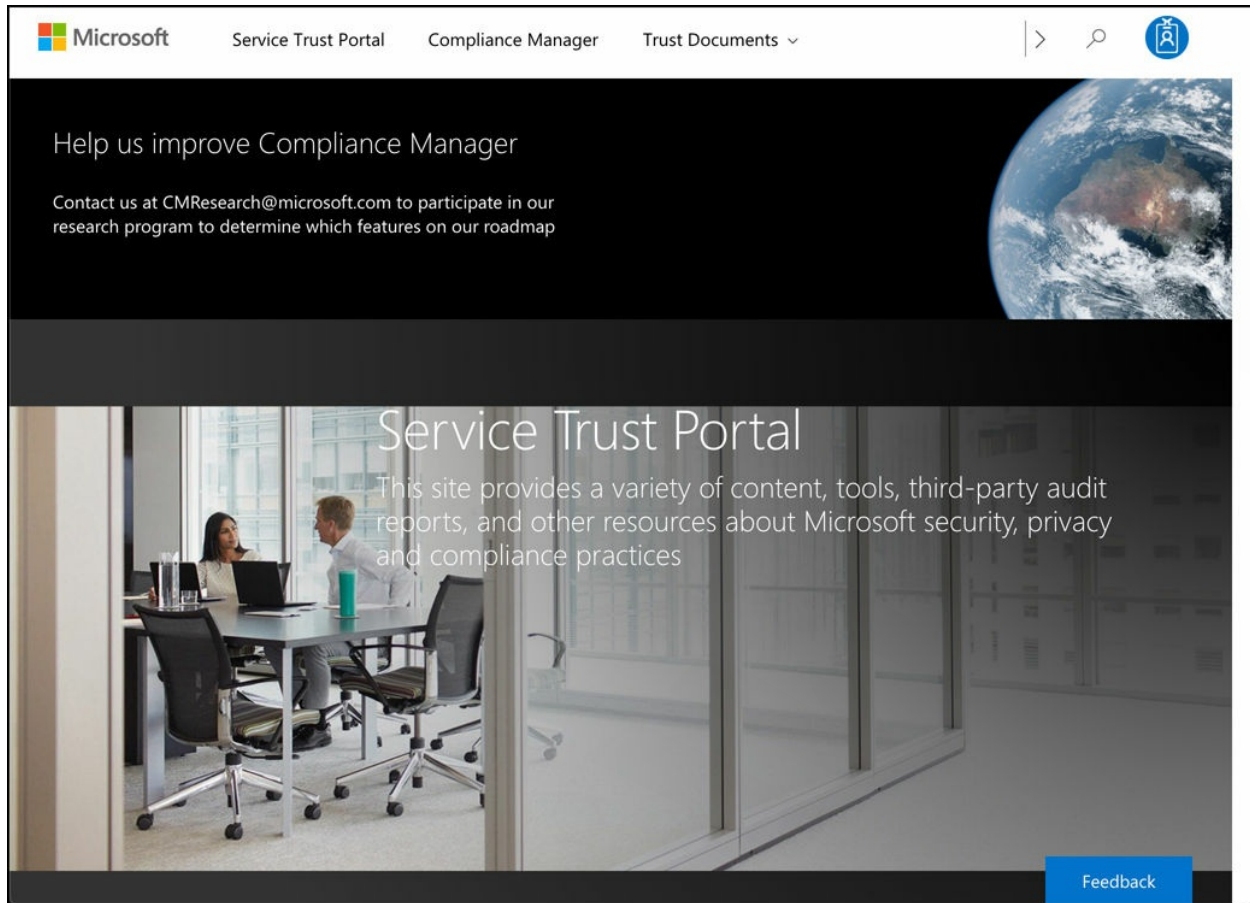 Microsoft Service Trust Portal Compliance Manager Trust Documents
Help us improve Compliance Manager
Contact us at CMResearch@microsoft.com to participate in our
research program to determine which features on our roadmap
Service Trust Portal
This site provides a variety of content, tools, third-party audit
reports, and other resources about Microsoft security, privacy
and compliance practices
Feedback